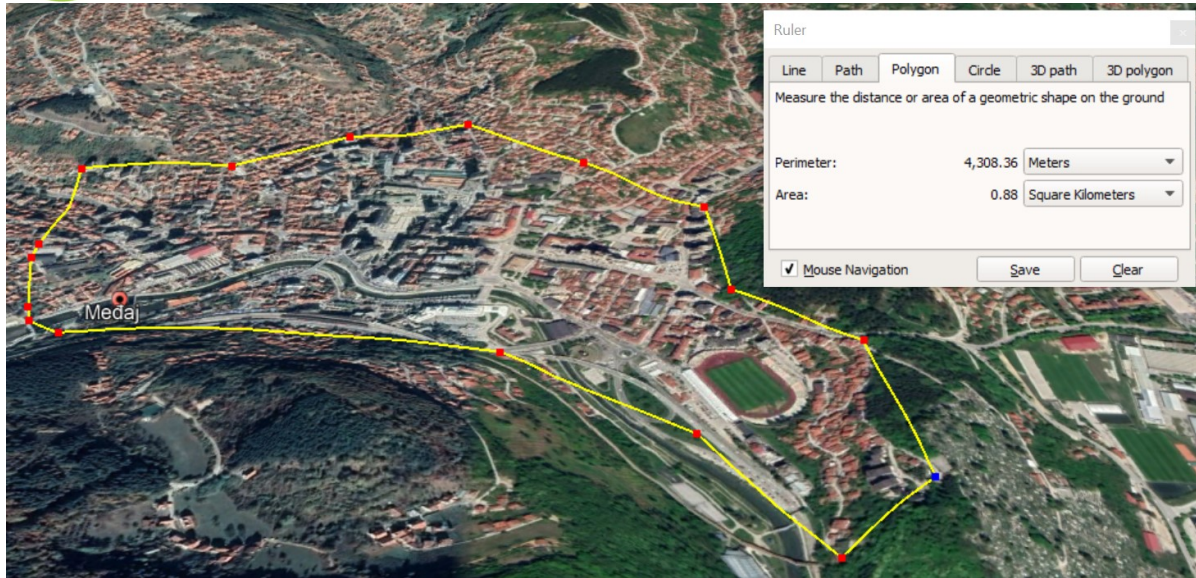 Ruler
Line Path Polygon Circle 3D path 3D polygon
Measure the distance or area of a geometric shape on the ground
Perimeter: 4,308.36 Meters
Area: 0.88 Square Kilometers
Mouse Navigation Save Clear
Medaj